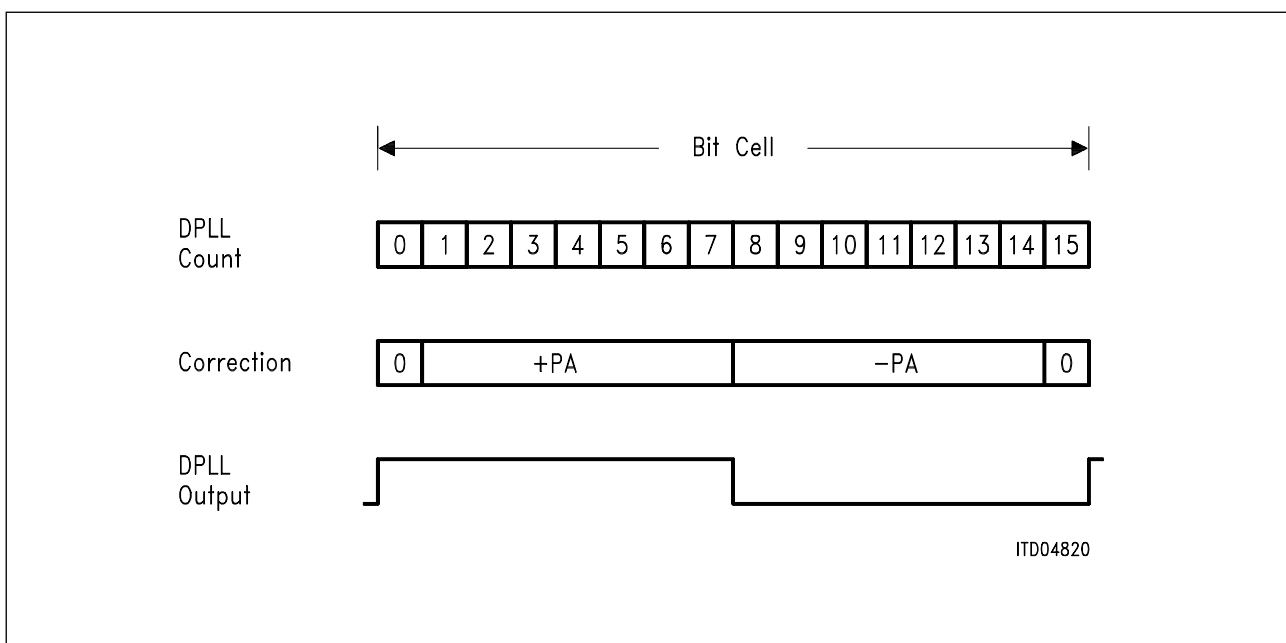 Bit Cell
DPLL
Count
0 1 2 3 4 5 6 7 8 9 10 11 12 13 14 15
Correction
0 +PA -PA 0
DPLL
Output
ITD04820